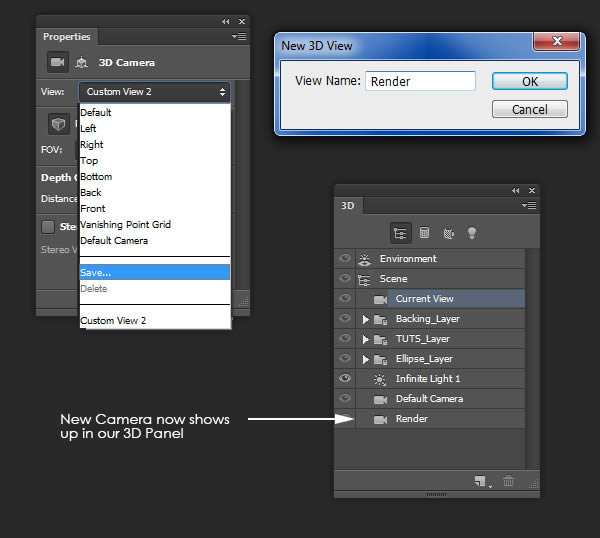 Properties
3D Camera
View: Custom View 2
Default
Left
Right
Top
Bottom
Back
Front
Vanishing Point Grid
Default Camera
Save...
Delete
Custom View 2
FOV:
Depth
Distance
Ste
Stereo V
New 3D View
View Name: Render
OK
Cancel
3D
Environment
Scene
Current View
Backing_Layer
TUTS_Layer
Ellipse_Layer
Infinite Light 1
Default Camera
Render
New Camera now shows
up in our 3D Panel